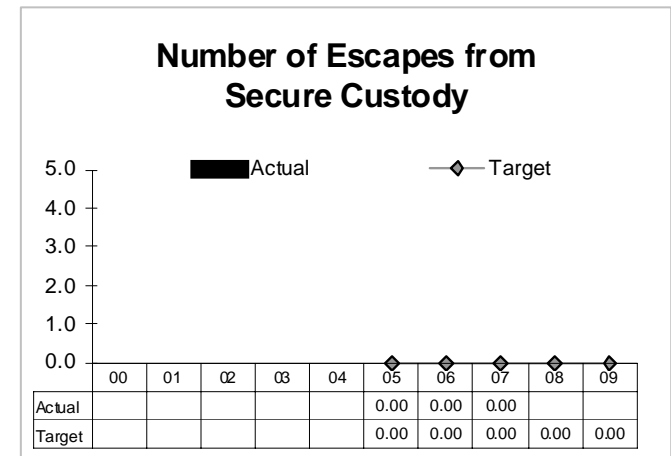 Number of Escapes from
Secure Custody
Actual Target
5.0
4.0
3.0
2.0
1.0
0.0
00 01 02 03 04 05 06 07 08 09
Actual 0.00 0.00 0.00
Target 0.00 0.00 0.00 0.00 0.00